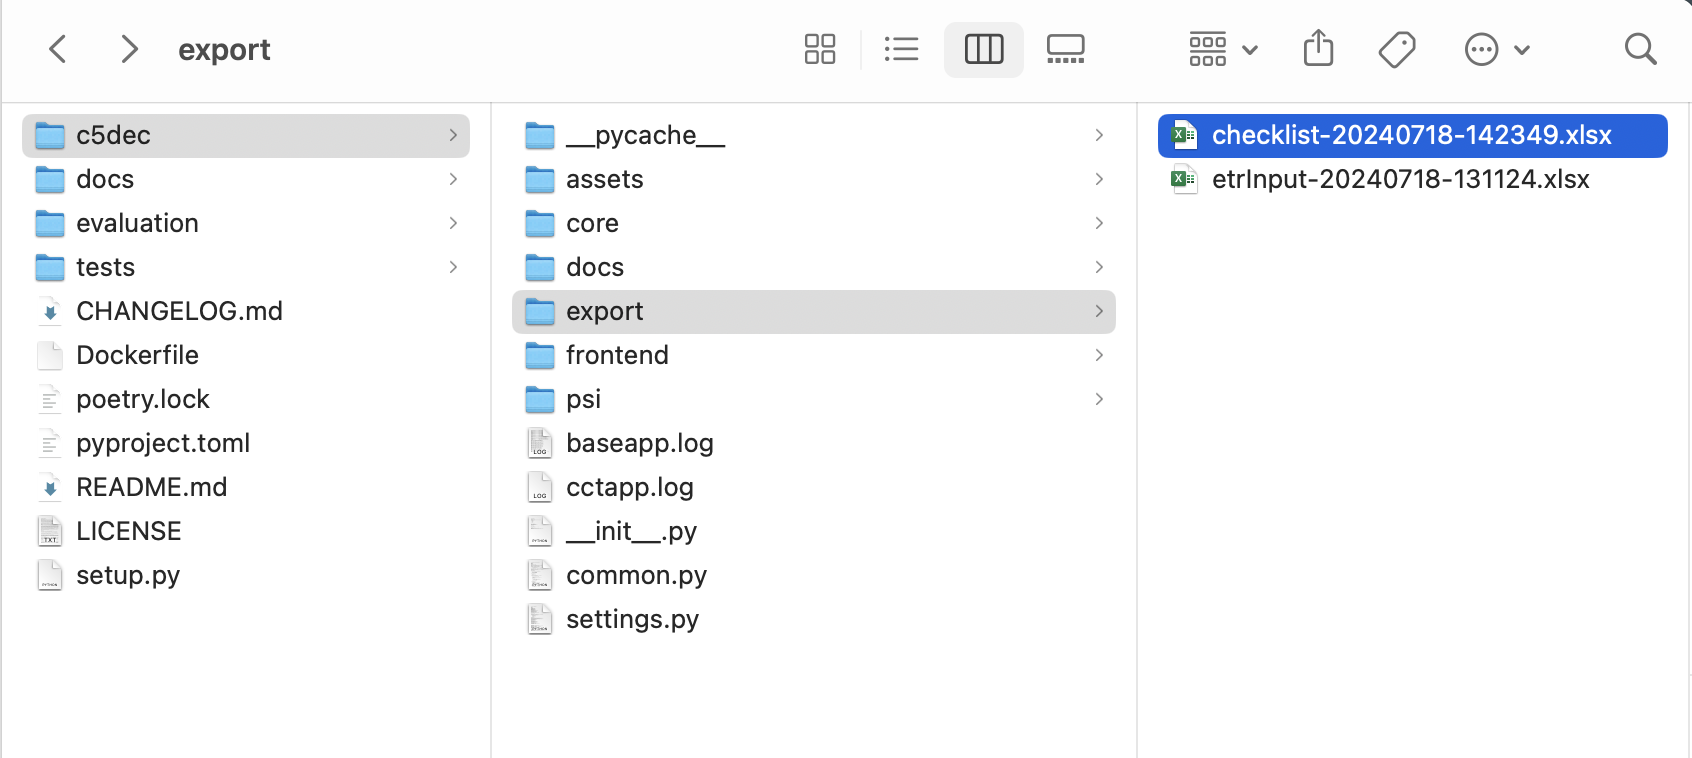 export
c5dec
docs
evaluation
tests
CHANGELOG.md
Dockerfile
poetry.lock
pyproject.toml
README.md
LICENSE
setup.py
__pycache__
assets
core
docs
export
frontend
psi
baseapp.log
cctapp.log
__init__.py
common.py
settings.py
checklist-20240718-142349.xlsx
etrInput-20240718-131124.xlsx